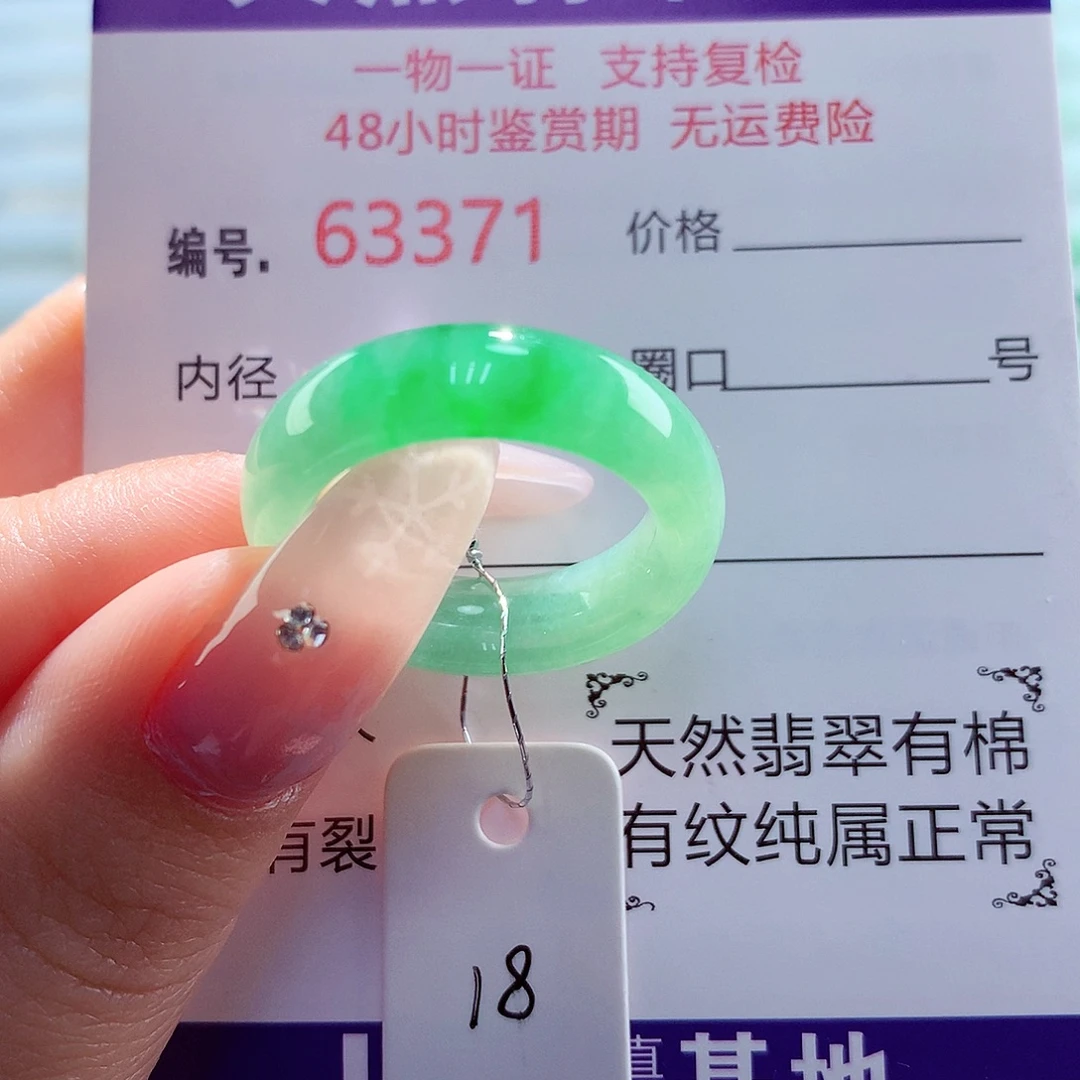 一物一证 支持复检
48小时鉴赏期 无运费险
编号. 63371 价格
内径 圈口 号
天然翡翠有棉
有裂 有纹纯属正常
18
基地